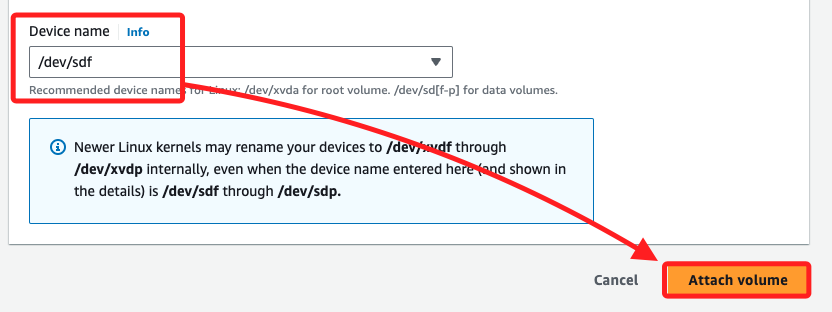 Device name Info
/dev/sdf
Recommended device names for Linux: /dev/xvda for root volume. /dev/sd[f-p] for data volumes.
Newer Linux kernels may rename your devices to /dev/xvdf through
/dev/xvdp internally, even when the device name entered here (and shown in
the details) is /dev/sdf through /dev/sdp.
Cancel
Attach volume